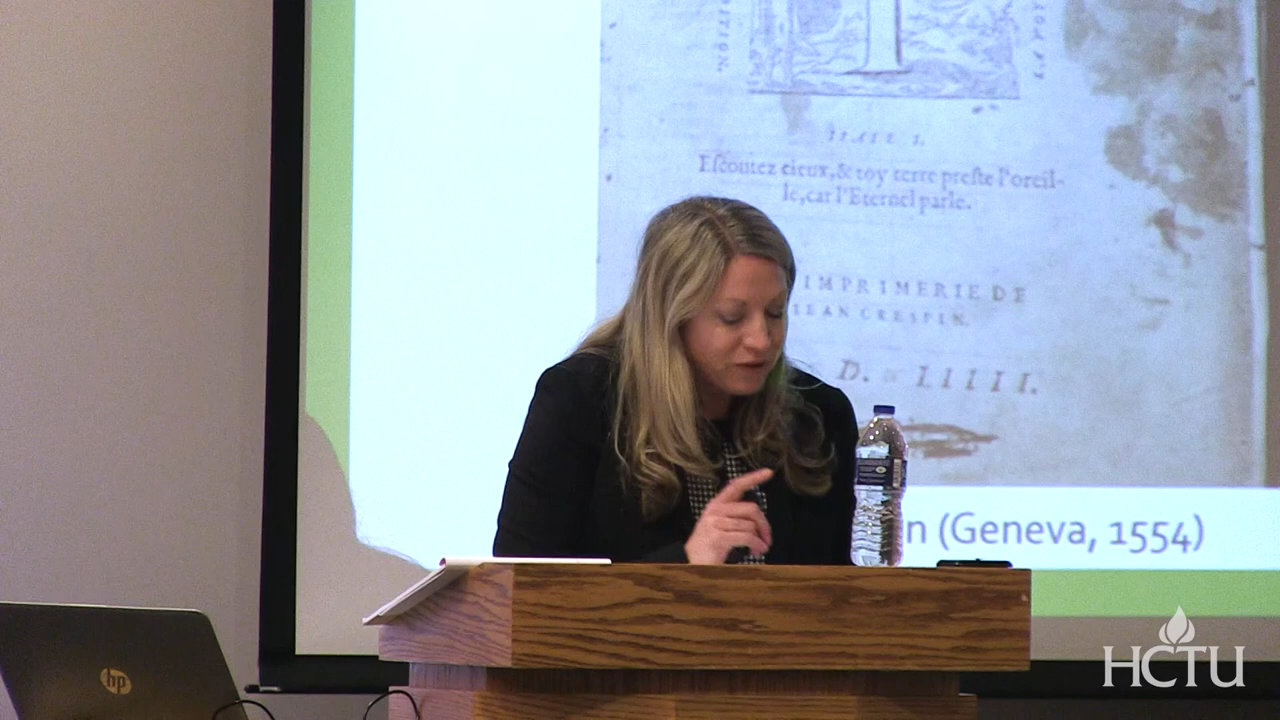 ITION.
ISAIE I.
Eſcoutez cieux,& toy terre preſte l'oreil-
le,car l'Eternel parle.
IMPRIMERIE DE
IEAN CRESPIN.
D. LIIII.
n (Geneva, 1554)
hp
HCTU